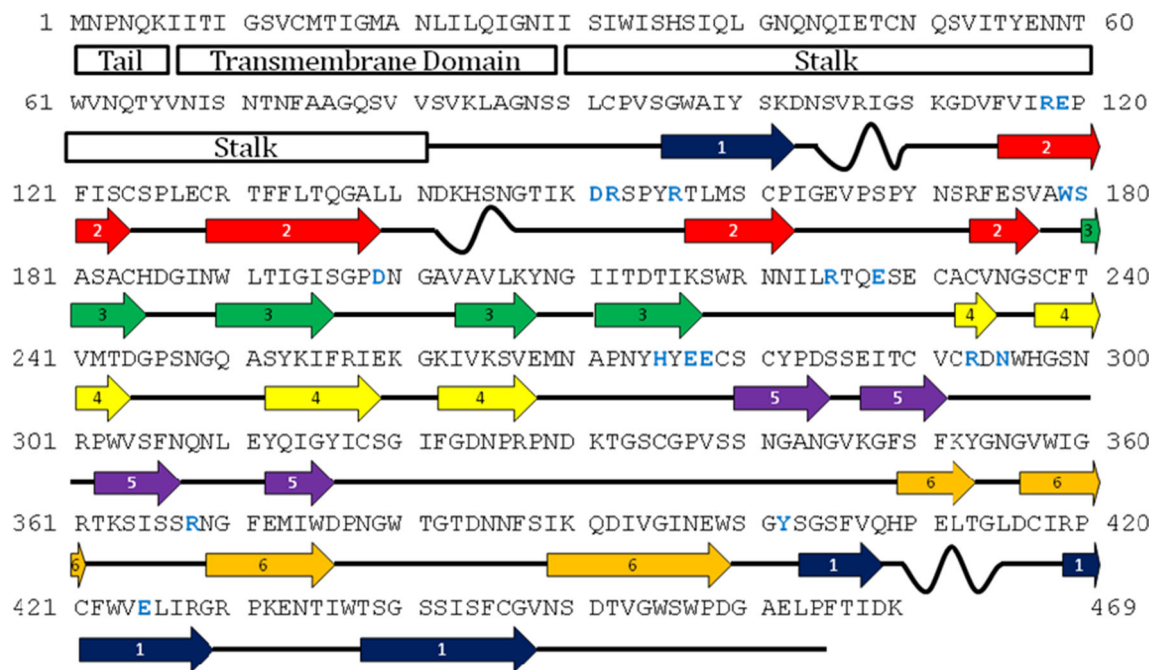 1 MNPNQKIITI GSVCMTIGMA NLILQIGNII SIWISHSIQL GNQNQIETCN QSVITYENNT 60
Tail Transmembrane Domain Stalk
61 WVNQTYVNIS NTNFAAGQSV VSVKLAGNSS LCPVSGWAIY SKDNSVRIGS KGDVFVIREP 120
Stalk 1 2
121 FISCSPLECR TFFLTQGALL NDKHSNGTIK DRSPYRTLMS CPIGEVPSPY NSRFESVAWS 180
2 2 2 2 3
181 ASACHDGINW LTIGISGPDN GAVAVLKYNG IITDTIKSWR NNILRTQESE CACVNGSCFT 240
3 3 3 3 4 4
241 VMTDGPSNGQ ASYKIFRIEK GKIVKSVEMN APNYHYEECS CYPDSSEITC VCRDNWHGSN 300
4 4 4 5 5
301 RPWVSFNQNL EYQIGYICSG IFGDNPRPND KTGSCGPVSS NGANGVKGFS FKYGNGVWIG 360
5 5 6 6
361 RTKSISSRNG FEMIWDPNGW TGTDNNFSIK QDIVGINEWS GYSGSFVQHP ELTGLDCIRP 420
6 6 6 1 1
421 CFWVELIRGR PKENTIWTSG SSISFCGVNS DTVGWSWPDG AELPFTIDK 469
1 1